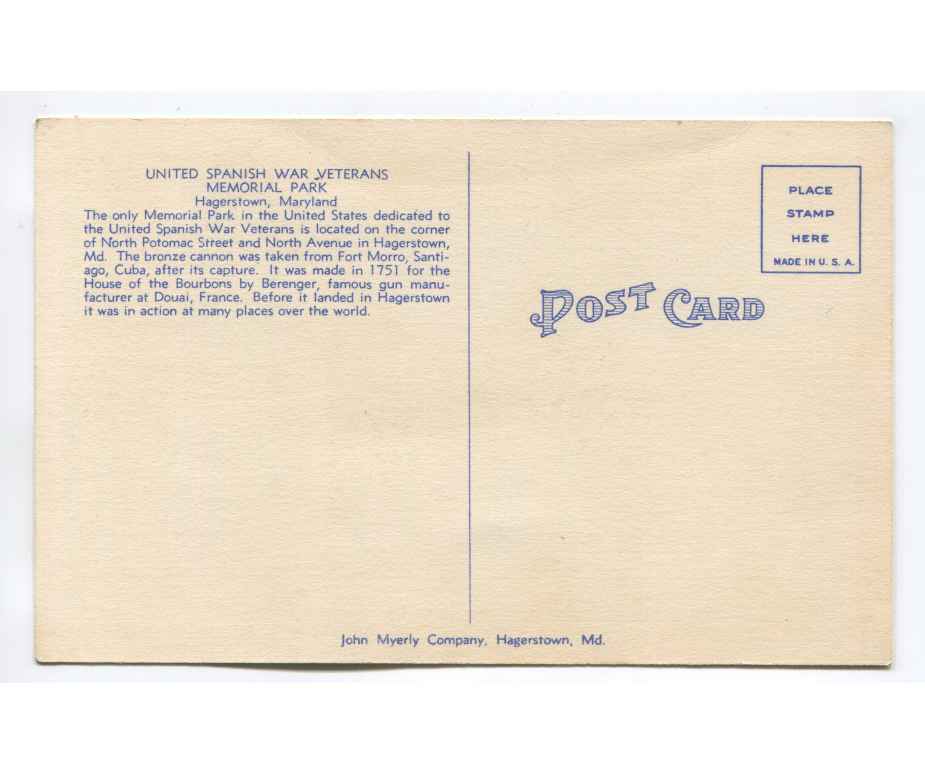 UNITED SPANISH WAR VETERANS
MEMORIAL PARK
Hagerstown, Maryland
The only Memorial Park in the United States dedicated to
the United Spanish War Veterans is located on the corner
of North Potomac Street and North Avenue in Hagerstown,
Md. The bronze cannon was taken from Fort Morro, Santi-
ago, Cuba, after its capture. It was made in 1751 for the
House of the Bourbons by Berenger, famous gun manu-
facturer at Douai, France. Before it landed in Hagerstown
it was in action at many places over the world.
PLACE
STAMP
HERE
MADE IN U. S. A.
POST CARD
John Myerly Company, Hagerstown, Md.